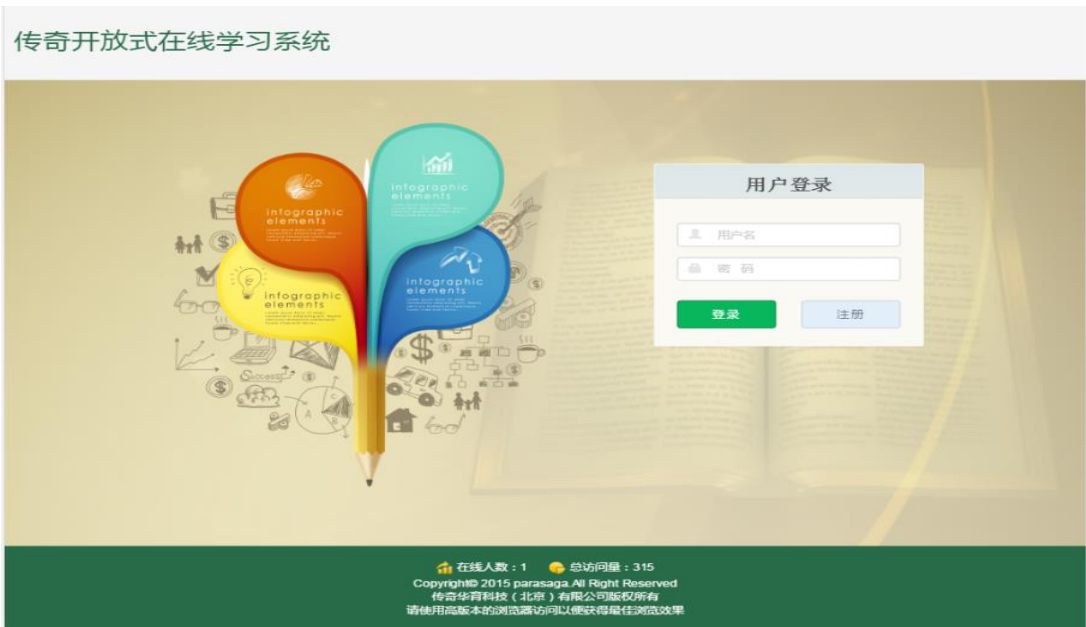 传奇开放式在线学习系统
infographic
elements
infographic
elements
用户登录
用户名
infographic
elements
密 码
infographic
elements
登录
注册
Success
A
C
在线人数：1 总访问量：315
Copyright© 2015 parasaga.All Right Reserved
传奇华育科技（北京）有限公司版权所有
请使用高版本的浏览器访问以便获得最佳浏览效果